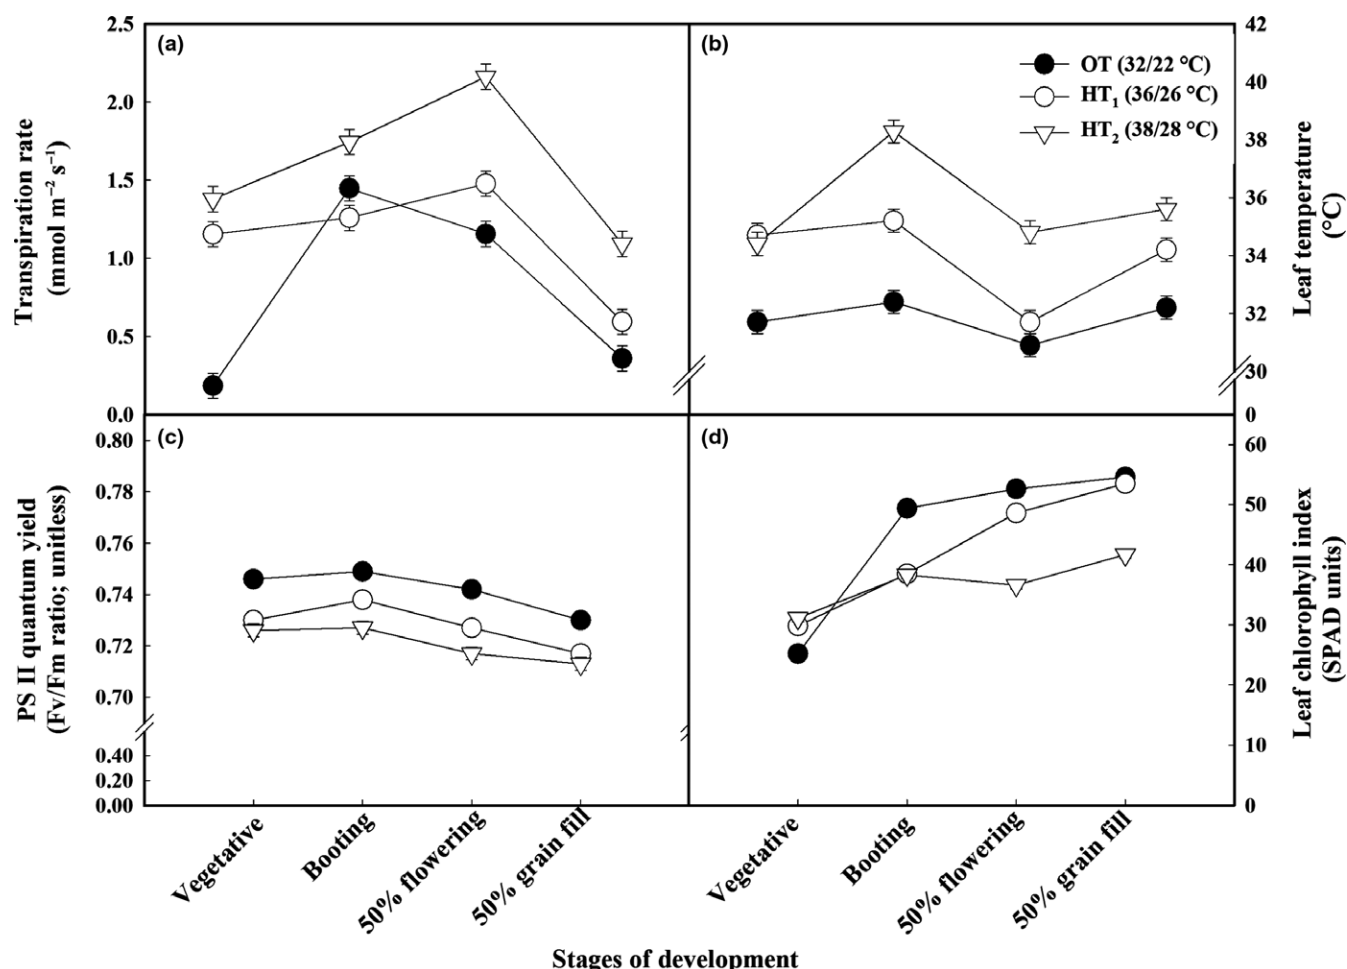 (a)
(b)
2.5
2.0
1.5
1.0
0.5
0.0
Transpiration rate
(mmol m⁻² s⁻¹)
OT (32/22 °C)
HT₁ (36/26 °C)
HT₂ (38/28 °C)
42
40
38
36
34
32
30
0
Leaf temperature
(°C)
(c)
(d)
0.80
0.78
0.76
0.74
0.72
0.70
0.40
0.20
0.00
PS II quantum yield
(Fv/Fm ratio; unitless)
60
50
40
30
20
10
0
Leaf chlorophyll index
(SPAD units)
Vegetative
Booting
50% flowering
50% grain fill
Vegetative
Booting
50% flowering
50% grain fill
Stages of development